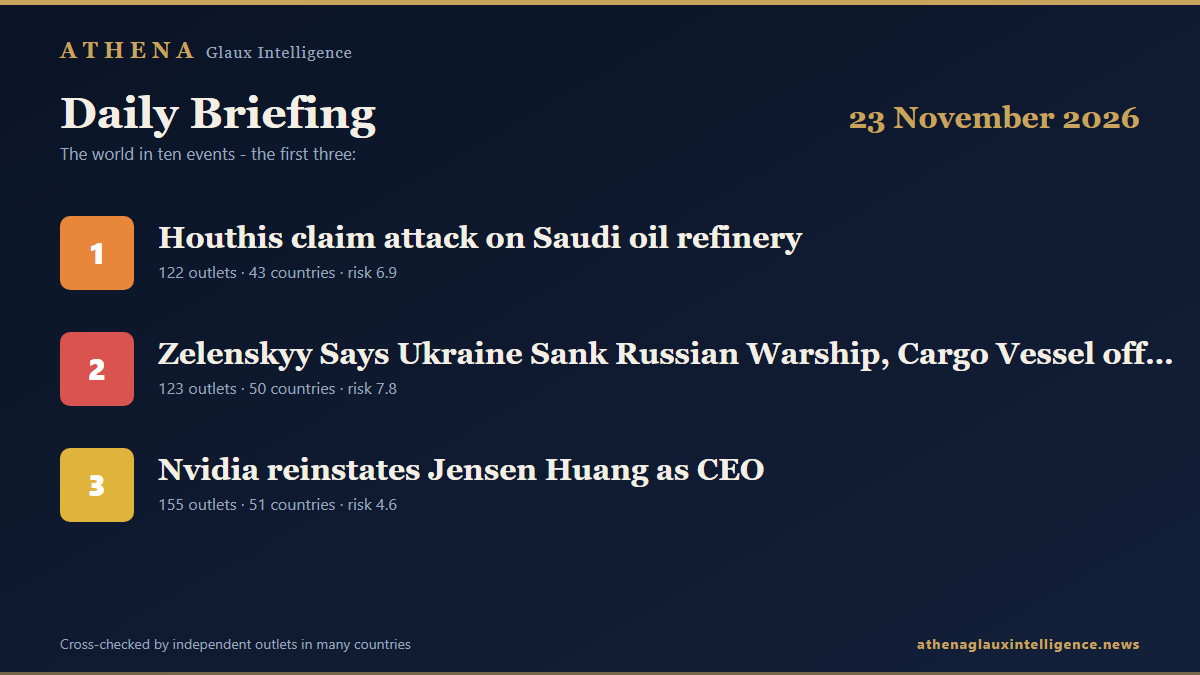 ATHENA Glaux Intelligence
Daily Briefing
23 November 2026
The world in ten events - the first three:
1
Houthis claim attack on Saudi oil refinery
122 outlets · 43 countries · risk 6.9
2
Zelenskyy Says Ukraine Sank Russian Warship, Cargo Vessel off...
123 outlets · 50 countries · risk 7.8
3
Nvidia reinstates Jensen Huang as CEO
155 outlets · 51 countries · risk 4.6
Cross-checked by independent outlets in many countries
athenaglauxintelligence.news